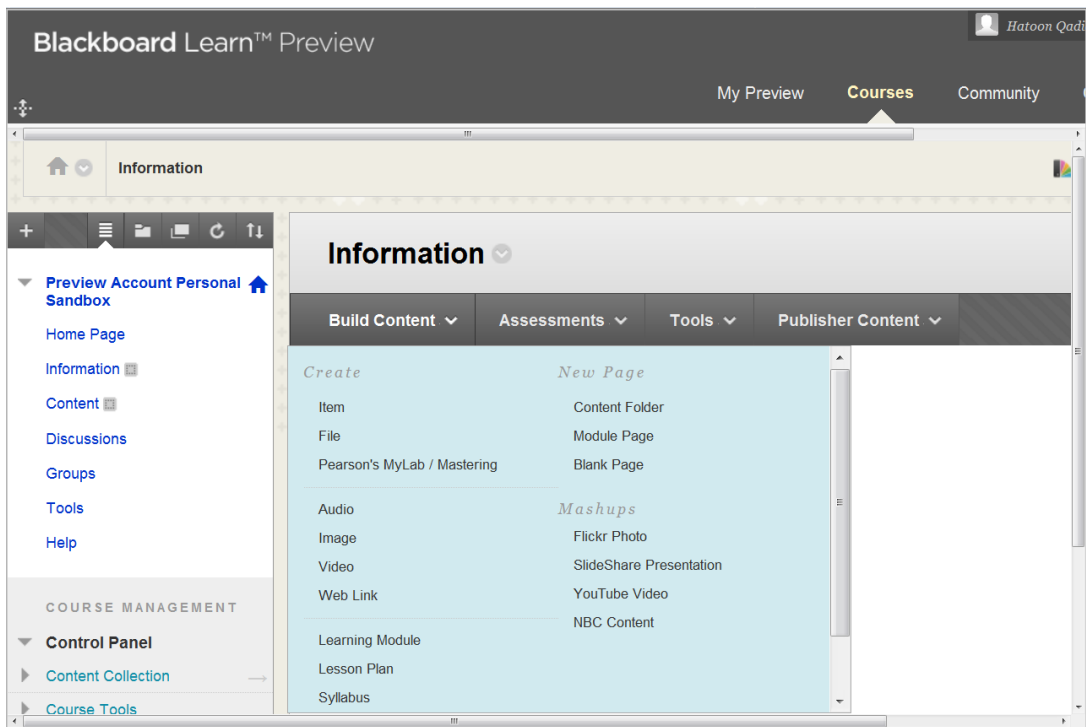 Blackboard Learn™ Preview
Hatoon Qadi
My Preview
Courses
Community
Information
Preview Account Personal
Sandbox
Home Page
Information
Content
Discussions
Groups
Tools
Help
COURSE MANAGEMENT
Control Panel
Content Collection
Course Tools
Information
Build Content
Assessments
Tools
Publisher Content
Create
Item
File
Pearson's MyLab / Mastering
Audio
Image
Video
Web Link
Learning Module
Lesson Plan
Syllabus
New Page
Content Folder
Module Page
Blank Page
Mashups
Flickr Photo
SlideShare Presentation
YouTube Video
NBC Content